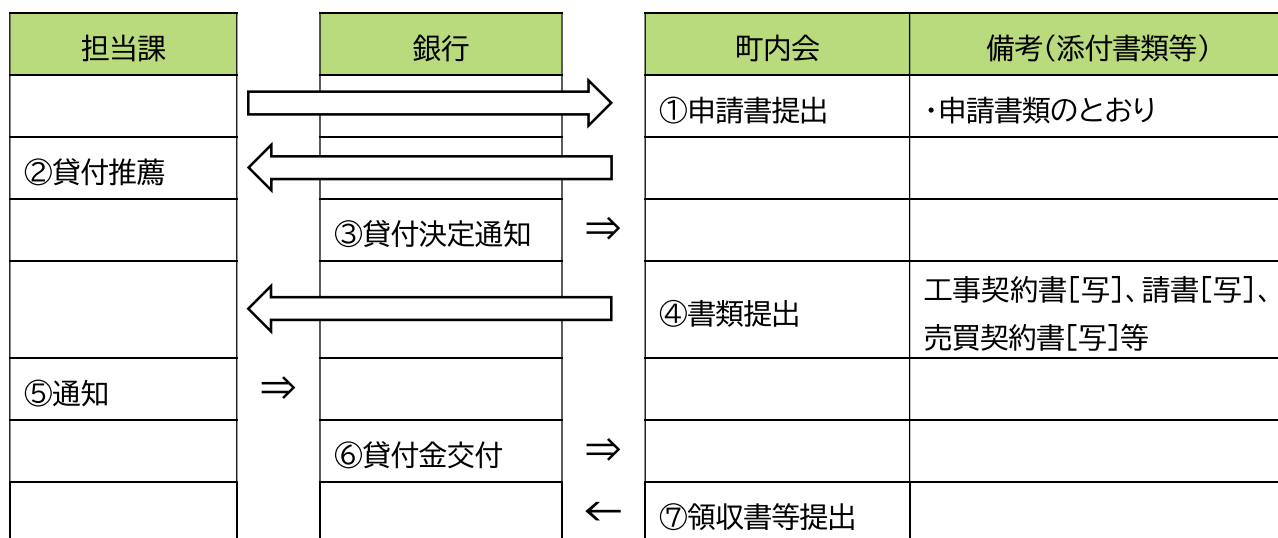 担当課
銀行
町内会
備考(添付書類等)
①申請書提出
・申請書類のとおり
②貸付推薦
③貸付決定通知
⇒
④書類提出
工事契約書[写]、請書[写]、
売買契約書[写]等
⑤通知
⇒
⑥貸付金交付
⇒
←
⑦領収書等提出